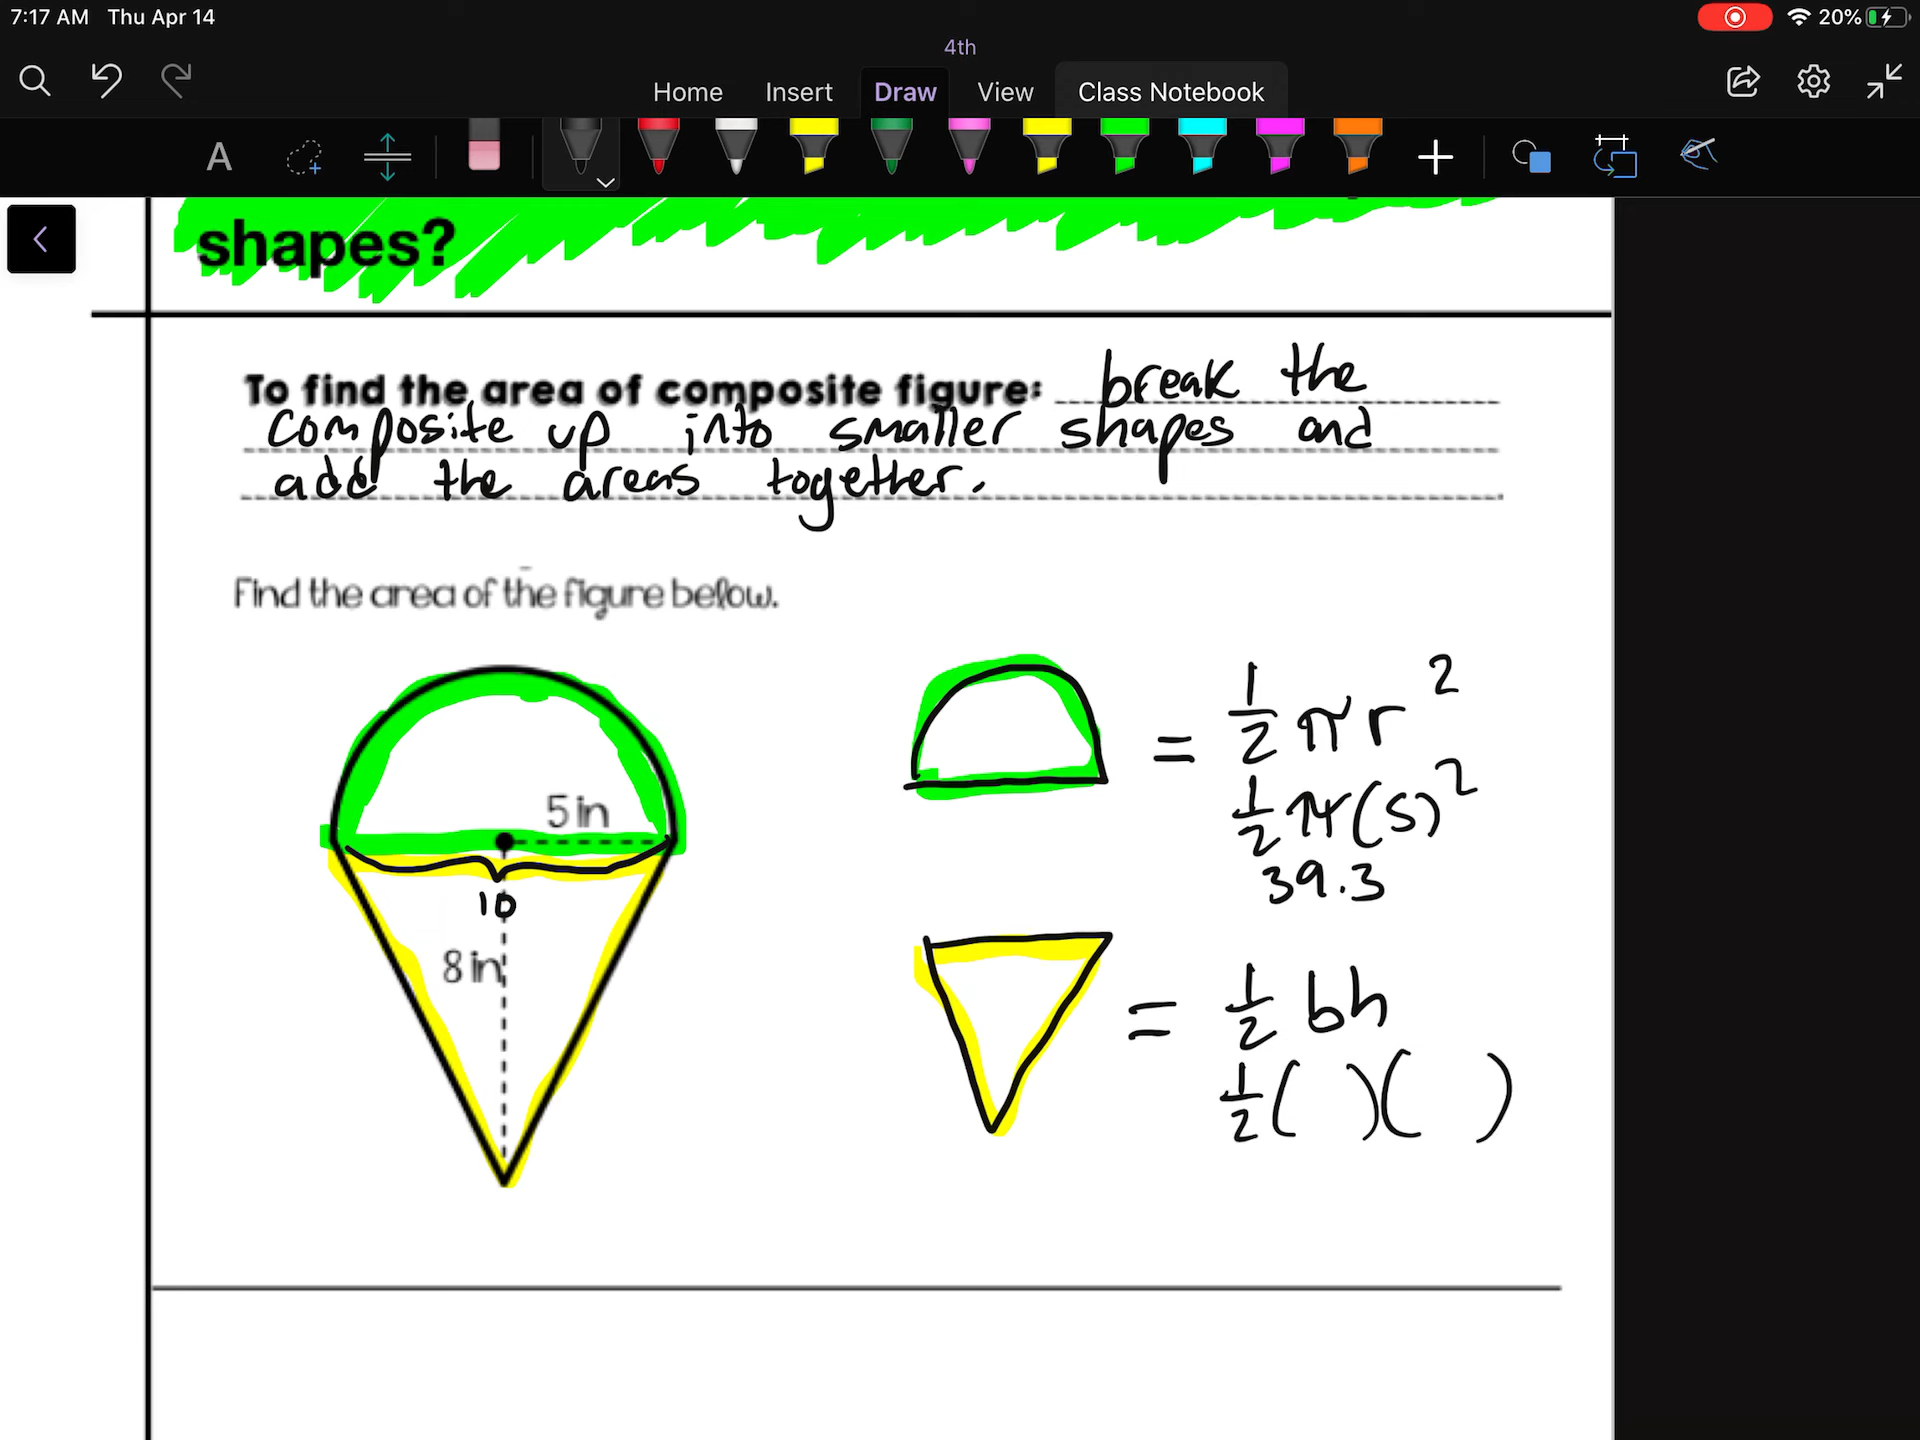 7:17 AM Thu Apr 14
20%
4th
Home Insert Draw View Class Notebook
A
shapes?
To find the area of composite figure: break the
composite up into smaller shapes and
add the areas together.
Find the area of the figure below.
5 in
10
8 in
= 1/2 πr²
1/2 π(5)²
39.3
= 1/2 bh
1/2 ( )( )